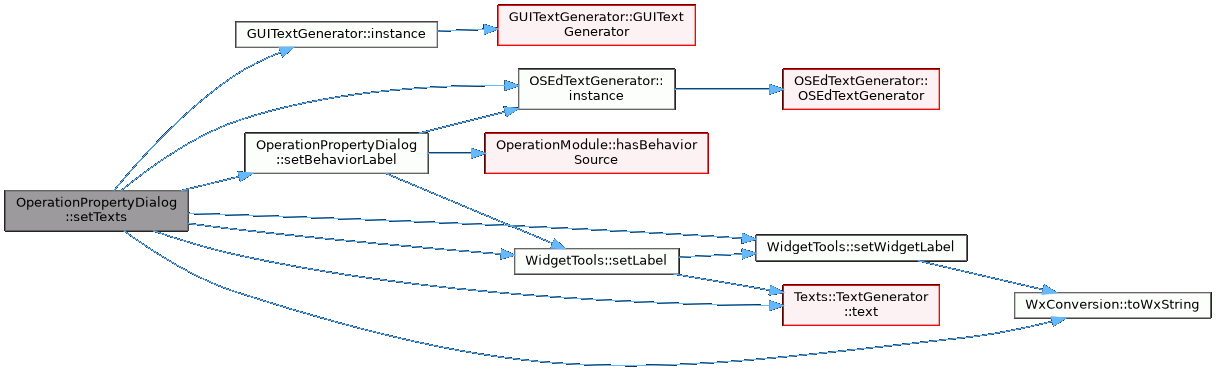 GUITextGenerator::instance
GUITextGenerator::GUIText
Generator
OSEdTextGenerator::
instance
OSEdTextGenerator::
OSEdTextGenerator
OperationPropertyDialog
::setBehaviorLabel
OperationModule::hasBehavior
Source
OperationPropertyDialog
::setTexts
WidgetTools::setLabel
WidgetTools::setWidgetLabel
Texts::TextGenerator
::text
WxConversion::toWxString